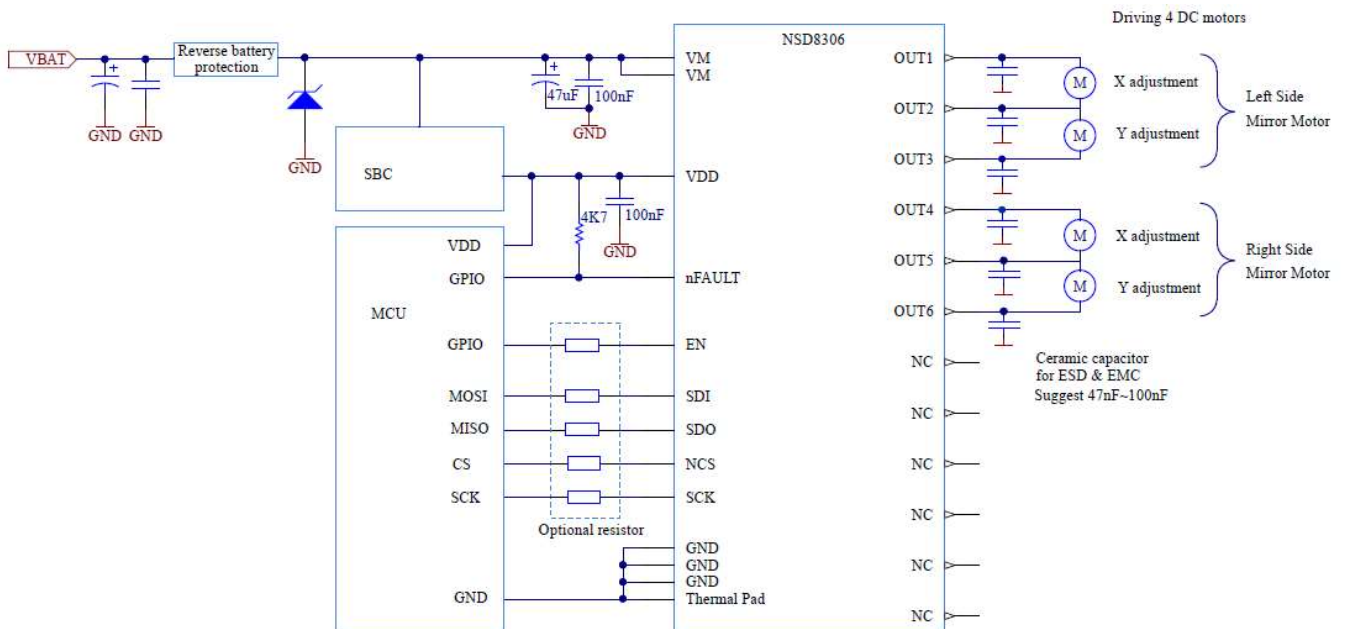 Driving 4 DC motors
NSD8306
VBAT
Reverse battery
protection
+
GND
GND
GND
+
47uF
100nF
GND
VM
VM
OUT1
M
X adjustment
OUT2
M
Y adjustment
OUT3
Left Side
Mirror Motor
SBC
VDD
4K7
100nF
GND
OUT4
M
X adjustment
OUT5
M
Y adjustment
OUT6
Right Side
Mirror Motor
MCU
VDD
GPIO
nFAULT
GPIO
EN
MOSI
SDI
MISO
SDO
CS
NCS
SCK
SCK
Optional resistor
GND
GND
GND
GND
Thermal Pad
NC
NC
NC
NC
NC
NC
Ceramic capacitor
for ESD & EMC
Suggest 47nF~100nF